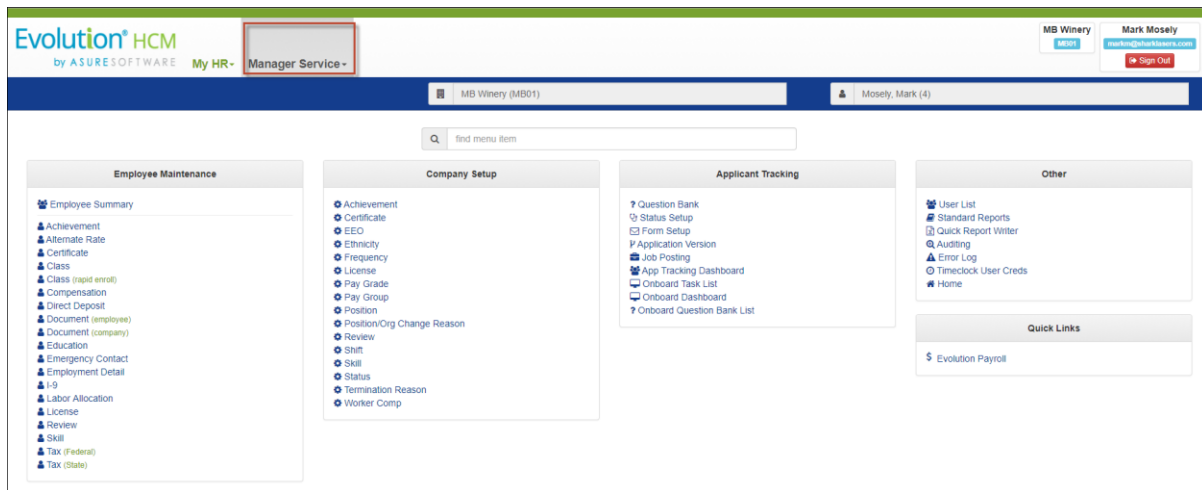 Evolution® HCM
by ASURESOFTWARE
My HR
Manager Service
MB Winery
MB01
Mark Mosely
markm@sharklasers.com
Sign Out
MB Winery (MB01)
Mosely, Mark (4)
find menu item
Employee Maintenance
Employee Summary
Achievement
Alternate Rate
Certificate
Class
Class (rapid enroll)
Compensation
Direct Deposit
Document (employee)
Document (company)
Education
Emergency Contact
Employment Detail
I-9
Labor Allocation
License
Review
Skill
Tax (Federal)
Tax (State)
Company Setup
Achievement
Certificate
EEO
Ethnicity
Frequency
License
Pay Grade
Pay Group
Position
Position/Org Change Reason
Review
Shift
Skill
Status
Termination Reason
Worker Comp
Applicant Tracking
? Question Bank
Status Setup
Form Setup
Application Version
Job Posting
App Tracking Dashboard
Onboard Task List
Onboard Dashboard
? Onboard Question Bank List
Other
User List
Standard Reports
Quick Report Writer
Auditing
Error Log
Timeclock User Creds
Home
Quick Links
$ Evolution Payroll